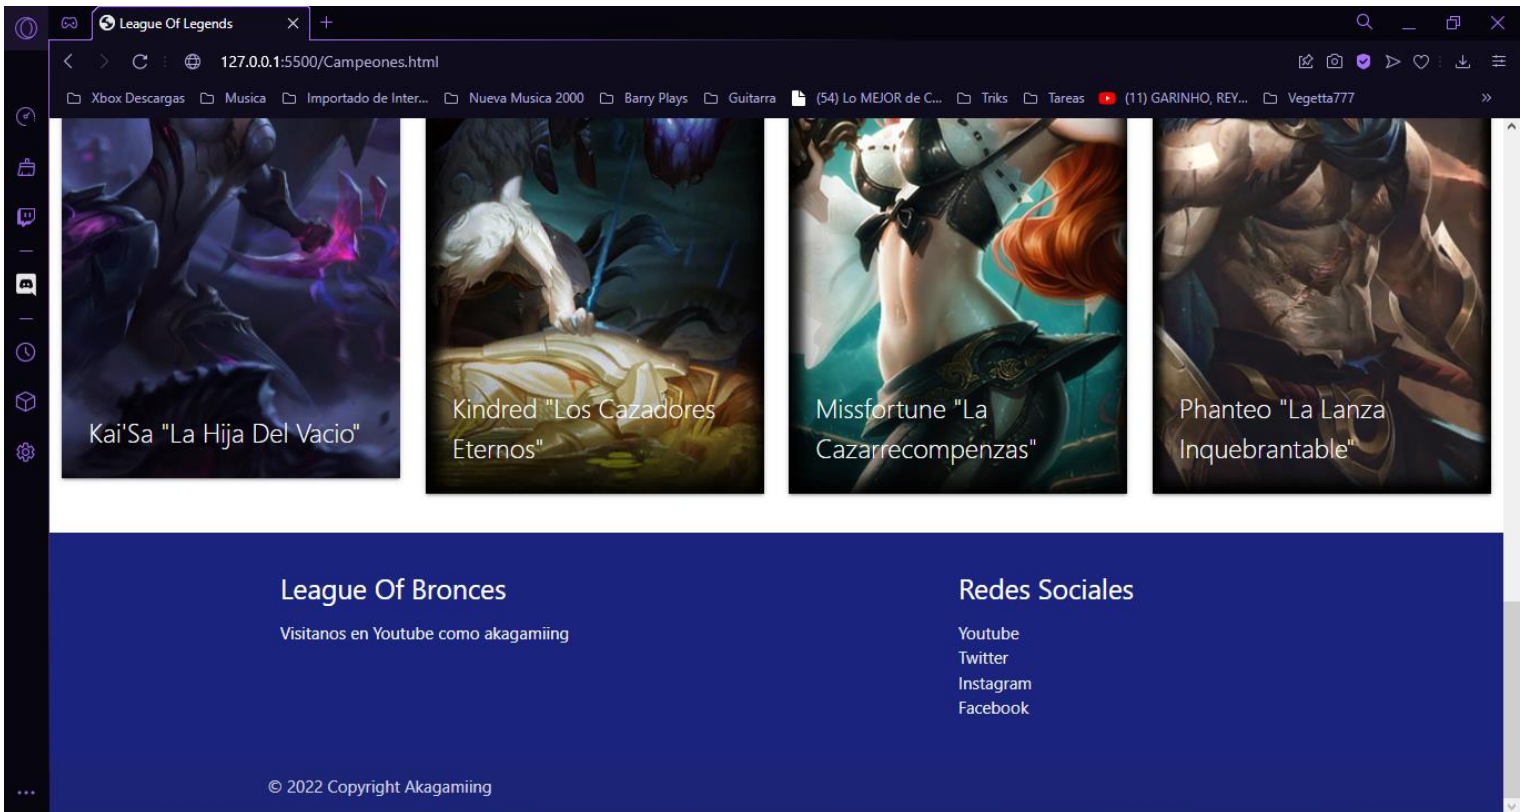 League Of Legends
127.0.0.1:5500/Campeones.html
Xbox Descargas Musica Importado de Inter... Nueva Musica 2000 Barry Plays Guitarra (54) Lo MEJOR de C... Triks Tareas (11) GARINHO, REY... Vegetta777
Kai'Sa "La Hija Del Vacio"
Kindred "Los Cazadores
Eternos"
Missfortune "La
Cazarrecompenzas"
Phanteo "La Lanza
Inquebrantable"
League Of Bronces
Visitanos en Youtube como akagamiing
Redes Sociales
Youtube
Twitter
Instagram
Facebook
© 2022 Copyright Akagamiing